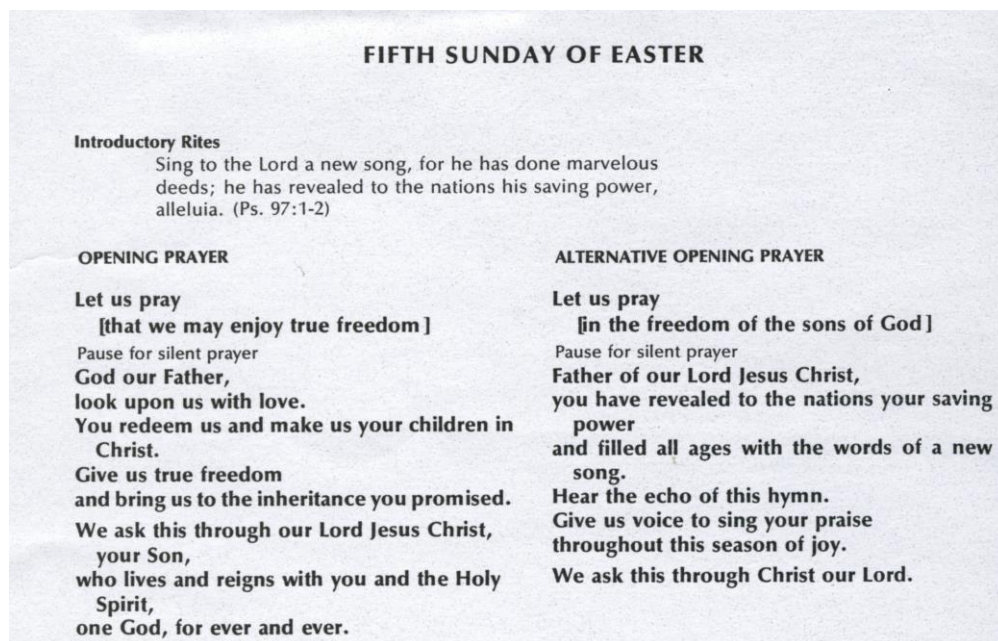 FIFTH SUNDAY OF EASTER
Introductory Rites
Sing to the Lord a new song, for he has done marvelous
deeds; he has revealed to the nations his saving power,
alleluia. (Ps. 97:1-2)
OPENING PRAYER
Let us pray
[that we may enjoy true freedom]
Pause for silent prayer
God our Father,
look upon us with love.
You redeem us and make us your children in
Christ.
Give us true freedom
and bring us to the inheritance you promised.
We ask this through our Lord Jesus Christ,
your Son,
who lives and reigns with you and the Holy
Spirit,
one God, for ever and ever.
ALTERNATIVE OPENING PRAYER
Let us pray
[in the freedom of the sons of God]
Pause for silent prayer
Father of our Lord Jesus Christ,
you have revealed to the nations your saving
power
and filled all ages with the words of a new
song.
Hear the echo of this hymn.
Give us voice to sing your praise
throughout this season of joy.
We ask this through Christ our Lord.